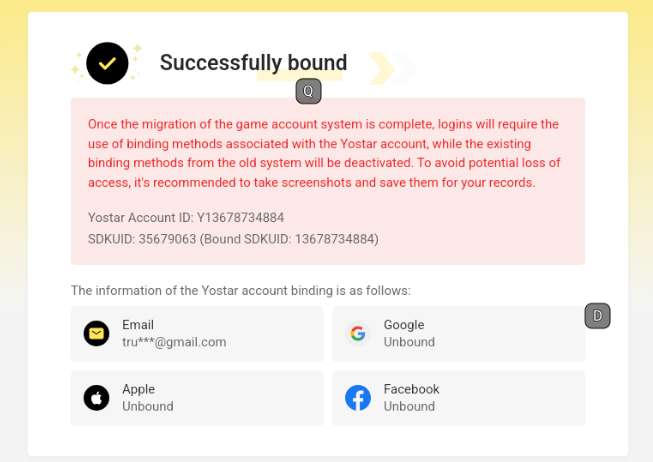 Successfully bound
Q
Once the migration of the game account system is complete, logins will require the
use of binding methods associated with the Yostar account, while the existing
binding methods from the old system will be deactivated. To avoid potential loss of
access, it's recommended to take screenshots and save them for your records.
Yostar Account ID: Y13678734884
SDKUID: 35679063 (Bound SDKUID: 13678734884)
The information of the Yostar account binding is as follows:
D
Email
tru***@gmail.com
Google
Unbound
Apple
Unbound
Facebook
Unbound